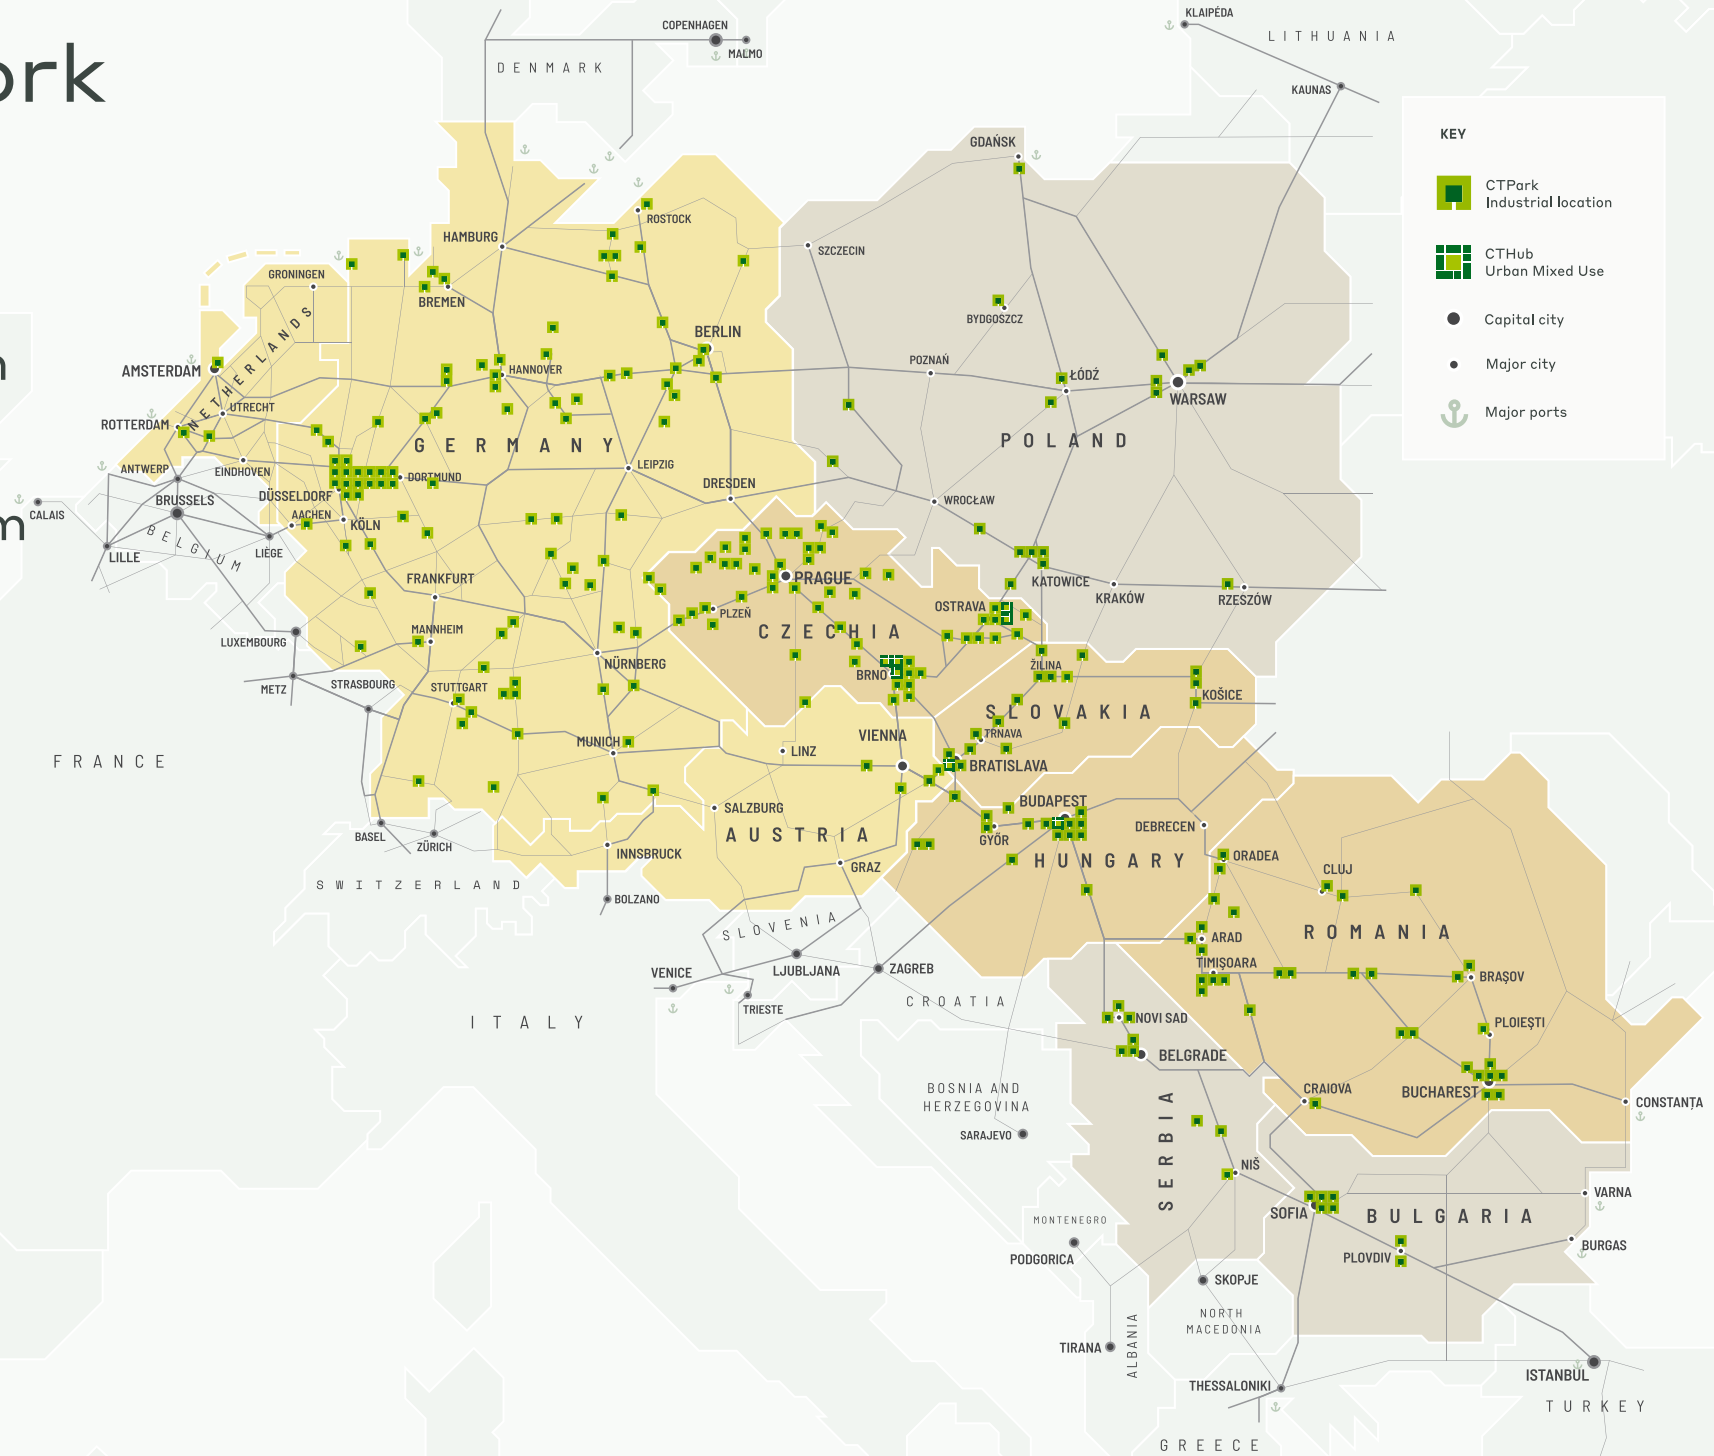 ork
n
m
KEY
CTPark
Industrial location
CTHub
Urban Mixed Use
Capital city
Major city
Major ports
COPENHAGEN
MALMO
DENMARK
KLAIPĖDA
LITHUANIA
KAUNAS
GDAŃSK
ROSTOCK
HAMBURG
SZCZECIN
GRONINGEN
BREMEN
BYDGOSZCZ
BERLIN
AMSTERDAM
NETHERLANDS
HANNOVER
POZNAŃ
ŁÓDŹ
WARSAW
UTRECHT
ROTTERDAM
GERMANY
POLAND
ANTWERP
EINDHOVEN
DORTMUND
LEIPZIG
DRESDEN
WROCŁAW
BRUSSELS
DÜSSELDORF
CALAIS
AACHEN
KÖLN
BELGIUM
LILLE
LIÈGE
FRANKFURT
PRAGUE
KATOWICE
KRAKÓW
RZESZÓW
PLZEŇ
OSTRAVA
MANNHEIM
CZECHIA
LUXEMBOURG
NÜRNBERG
ŽILINA
BRNO
METZ
STRASBOURG
STUTTGART
KOŠICE
SLOVAKIA
TRNAVA
VIENNA
MUNICH
LINZ
FRANCE
BRATISLAVA
SALZBURG
BUDAPEST
DEBRECEN
BASEL
ZÜRICH
AUSTRIA
GYŐR
INNSBRUCK
HUNGARY
ORADEA
GRAZ
CLUJ
SWITZERLAND
BOLZANO
SLOVENIA
ARAD
ROMANIA
TIMIȘOARA
VENICE
LJUBLJANA
ZAGREB
BRAȘOV
TRIESTE
CROATIA
NOVI SAD
ITALY
PLOIEȘTI
BELGRADE
BOSNIA AND
HERZEGOVINA
CRAIOVA
BUCHAREST
CONSTANȚA
SARAJEVO
SERBIA
NIŠ
VARNA
SOFIA
BULGARIA
MONTENEGRO
PODGORICA
PLOVDIV
BURGAS
SKOPJE
NORTH
MACEDONIA
TIRANA
ALBANIA
THESSALONIKI
ISTANBUL
TURKEY
GREECE